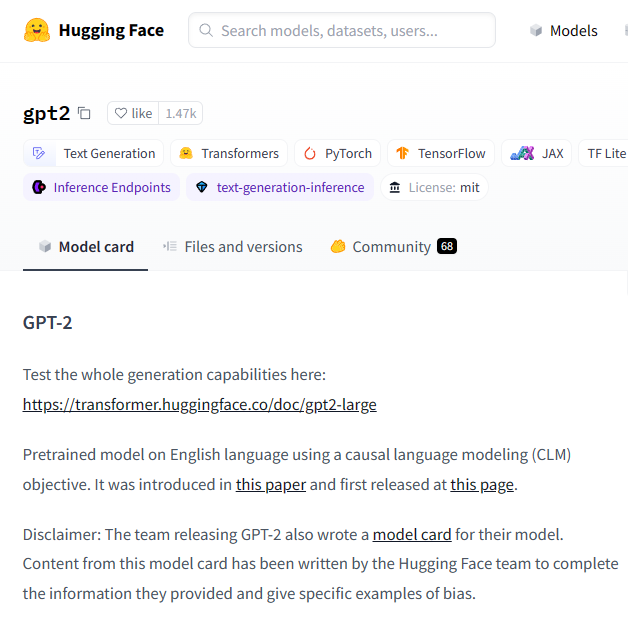 Hugging Face
Search models, datasets, users...
Models
gpt2
like 1.47k
Text Generation Transformers PyTorch TensorFlow JAX TF Lite
Inference Endpoints text-generation-inference License: mit
Model card Files and versions Community 68
GPT-2
Test the whole generation capabilities here:
https://transformer.huggingface.co/doc/gpt2-large
Pretrained model on English language using a causal language modeling (CLM)
objective. It was introduced in this paper and first released at this page.
Disclaimer: The team releasing GPT-2 also wrote a model card for their model.
Content from this model card has been written by the Hugging Face team to complete
the information they provided and give specific examples of bias.